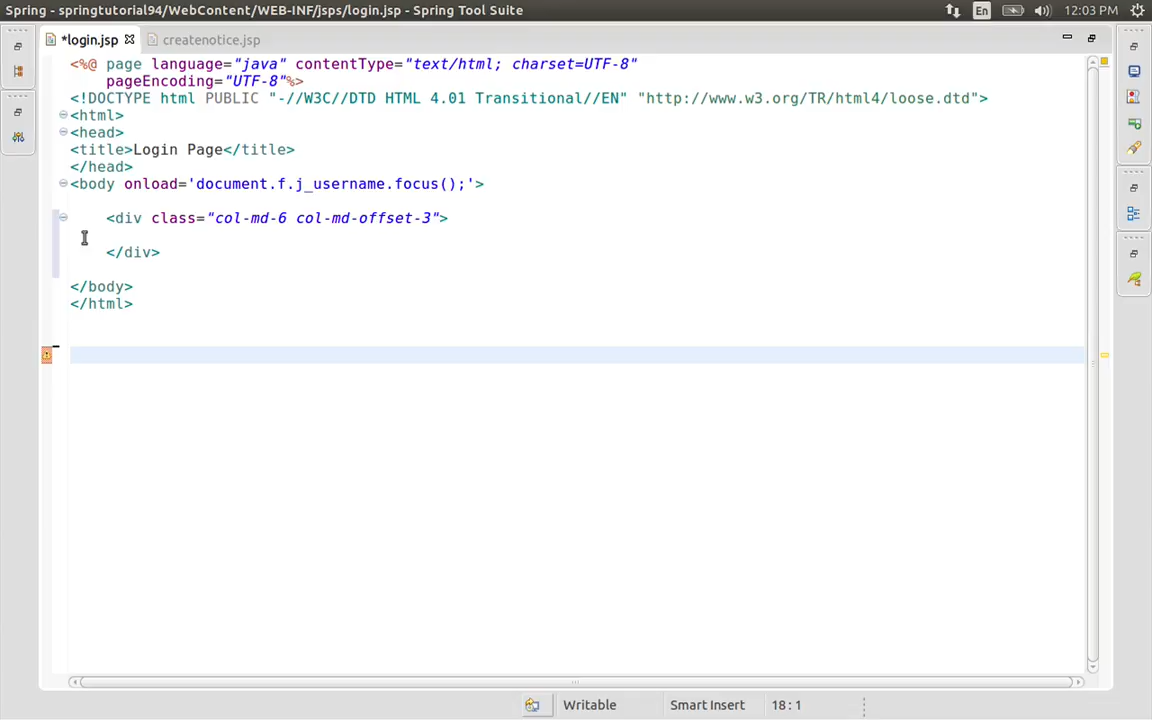 Spring - springtutorial94/WebContent/WEB-INF/jsps/login.jsp - Spring Tool Suite
En
12:03 PM
*login.jsp
createnotice.jsp
<%@ page language="java" contentType="text/html; charset=UTF-8"
pageEncoding="UTF-8"%>
<!DOCTYPE html PUBLIC "-//W3C//DTD HTML 4.01 Transitional//EN" "http://www.w3.org/TR/html4/loose.dtd">
<html>
<head>
<title>Login Page</title>
</head>
<body onload='document.f.j_username.focus();'>
<div class="col-md-6 col-md-offset-3">
</div>
</body>
</html>
Writable
Smart Insert
18 : 1